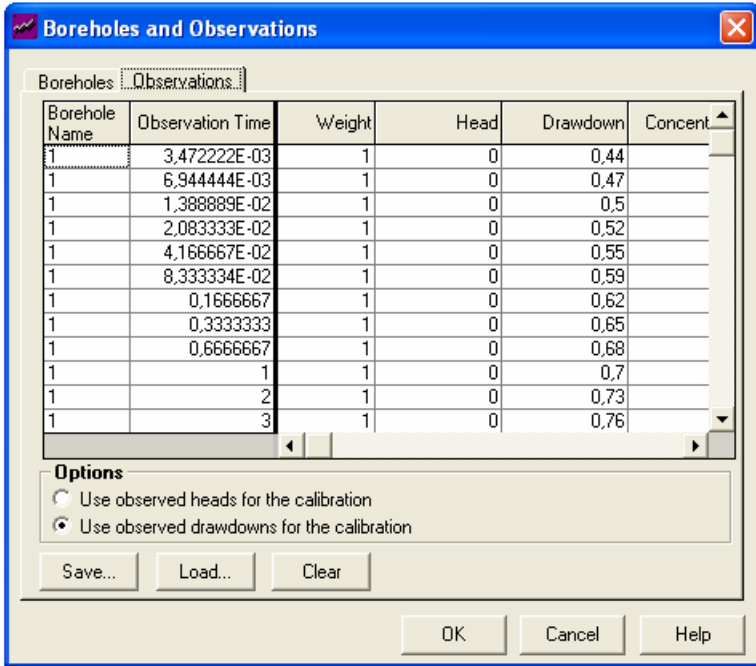 Boreholes and Observations
Boreholes Observations
Borehole Name Observation Time Weight Head Drawdown Concent
1 3,472222E-03 1 0 0,44
1 6,944444E-03 1 0 0,47
1 1,388889E-02 1 0 0,5
1 2,083333E-02 1 0 0,52
1 4,166667E-02 1 0 0,55
1 8,333334E-02 1 0 0,59
1 0,1666667 1 0 0,62
1 0,3333333 1 0 0,65
1 0,6666667 1 0 0,68
1 1 1 0 0,7
1 2 1 0 0,73
1 3 1 0 0,76
Options
Use observed heads for the calibration
Use observed drawdowns for the calibration
Save... Load... Clear
OK Cancel Help